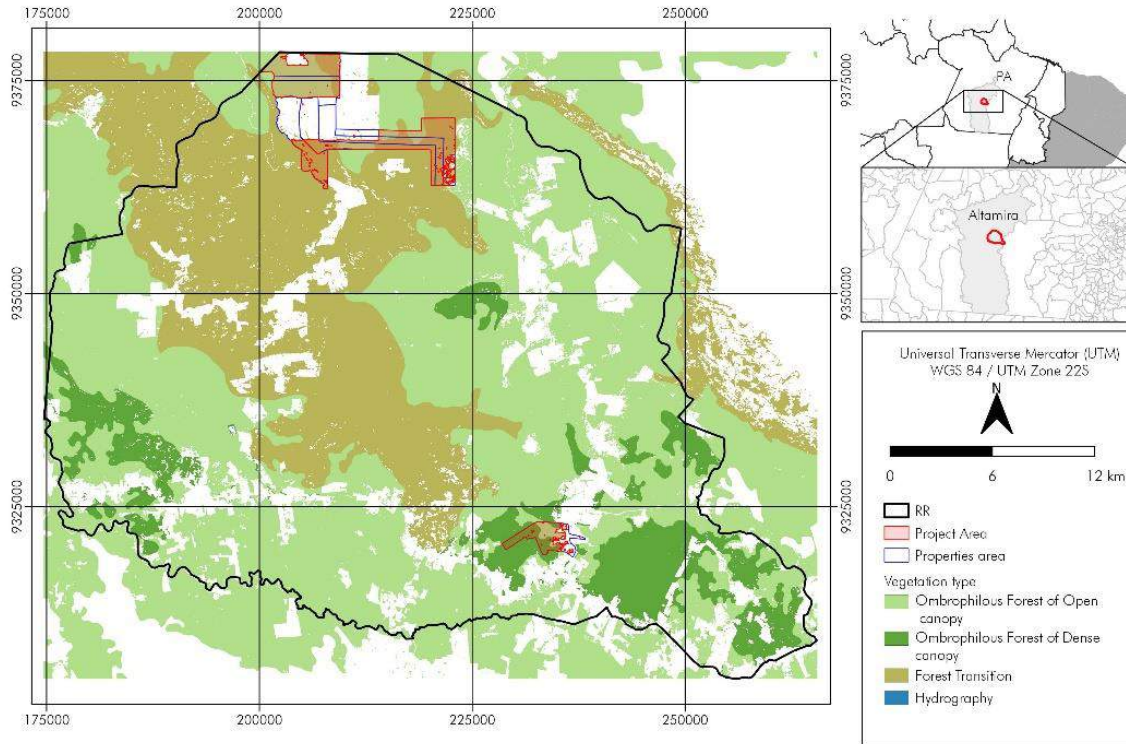 175000 200000 225000 250000
9375000
9350000
9325000
9375000
9350000
9325000
175000 200000 225000 250000
PA
Altamira
Universal Transverse Mercator (UTM)
WGS 84 / UTM Zone 22S
N
0 6 12 km
RR
Project Area
Properties area
Vegetation type
Ombrophilous Forest of Open
canopy
Ombrophilous Forest of Dense
canopy
Forest Transition
Hydrography